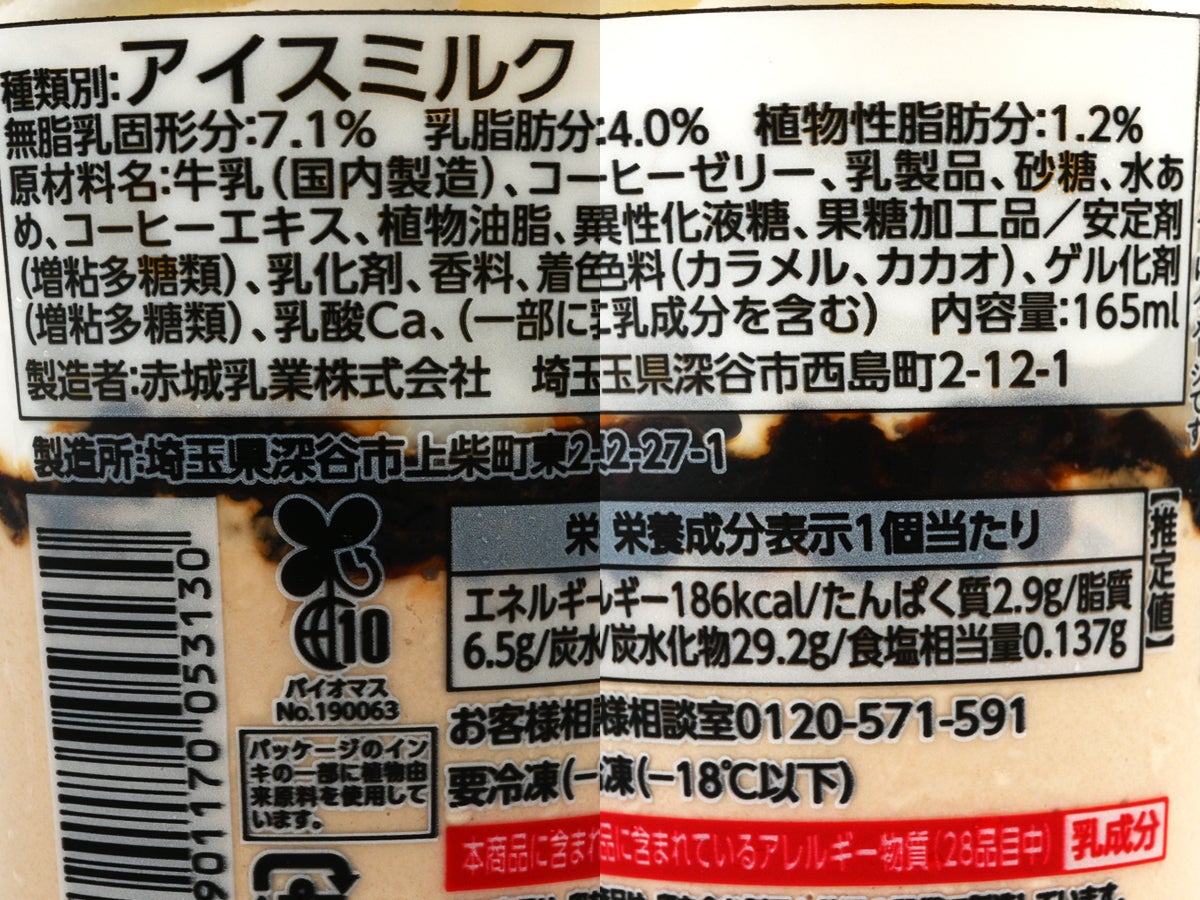 種類別:アイスミルク
無脂乳固形分:7.1% 乳脂肪分:4.0% 植物性脂肪分:1.2%
原材料名:牛乳(国内製造)、コーヒーゼリー、乳製品、砂糖、水あ
め、コーヒーエキス、植物油脂、異性化液糖、果糖加工品/安定剤
(増粘多糖類)、乳化剤、香料、着色料(カラメル、カカオ)、ゲル化剤
(増粘多糖類)、乳酸Ca、(一部に乳成分を含む) 内容量:165ml
製造者:赤城乳業株式会社 埼玉県深谷市西島町2-12-1
製造所:埼玉県深谷市上柴町東2-27-1
栄養成分表示1個当たり
【推定値】
エネルギー186kcal/たんぱく質2.9g/脂質
6.5g/炭水化物29.2g/食塩相当量0.137g
10
バイオマス
No.190063
お客様相談室0120-571-591
パッケージのイン
キの一部に植物由
来原料を使用して
います。
要冷凍(-18℃以下)
本商品に含まれているアレルギー物質(28品目中) 乳成分
901170 053130